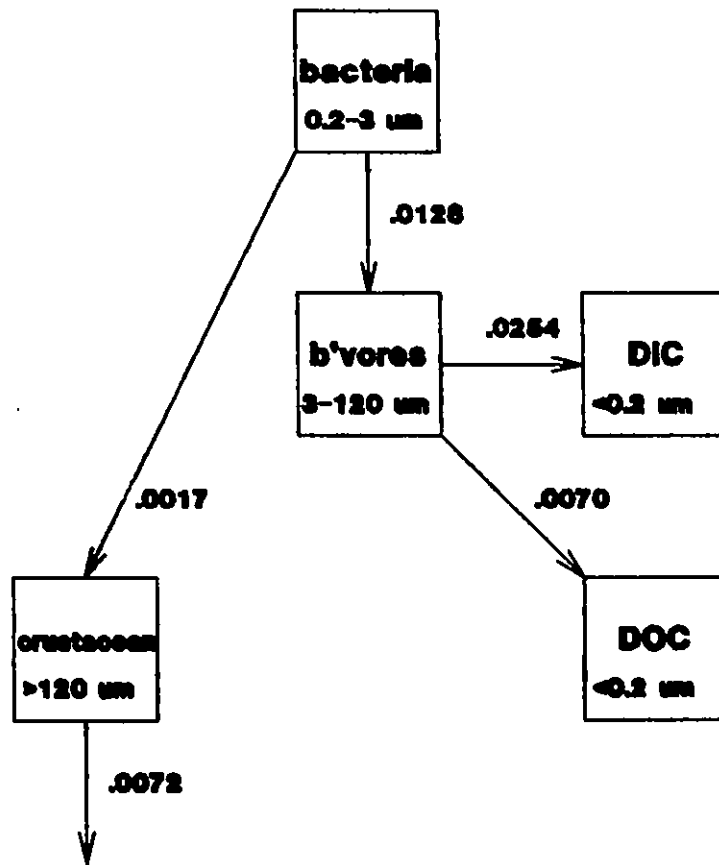 bacteria
0.2-3 um
.0128
b'vores
3-120 um
.0254
DIC
<0.2 um
.0017
.0070
crustacean
>120 um
DOC
<0.2 um
.0072